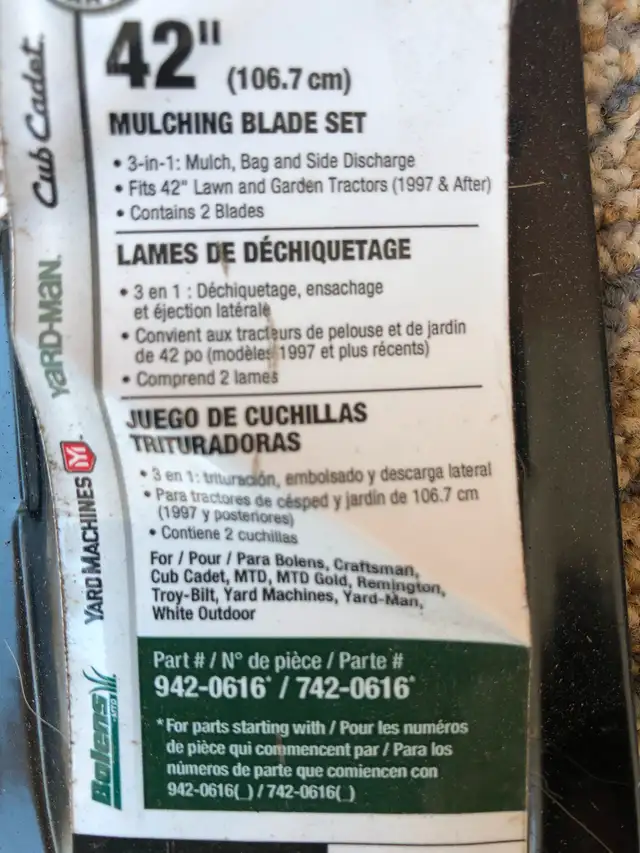 42" (106.7 cm)
MULCHING BLADE SET
• 3-in-1: Mulch, Bag and Side Discharge
• Fits 42" Lawn and Garden Tractors (1997 & After)
• Contains 2 Blades
LAMES DE DÉCHIQUETAGE
• 3 en 1 : Déchiquetage, ensachage
et éjection latérale
• Convient aux tracteurs de pelouse et de jardin
de 42 po (modèles 1997 et plus récents)
• Comprend 2 lames
JUEGO DE CUCHILLAS
TRITURADORAS
• 3 en 1: trituración, embolsado y descarga lateral
• Para tractores de césped y jardín de 106.7 cm
(1997 y posteriores)
• Contiene 2 cuchillas
For / Pour / Para Bolens, Craftsman,
Cub Cadet, MTD, MTD Gold, Remington,
Troy-Bilt, Yard Machines, Yard-Man,
White Outdoor
Part # / N° de pièce / Parte #
942-0616* / 742-0616*
*For parts starting with / Pour les numéros
de pièce qui commencent par / Para los
números de parte que comiencen con
942-0616(_) / 742-0616(_)
Cub Cadet.
YARD-MAN.
YARD MACHINES
Bolens